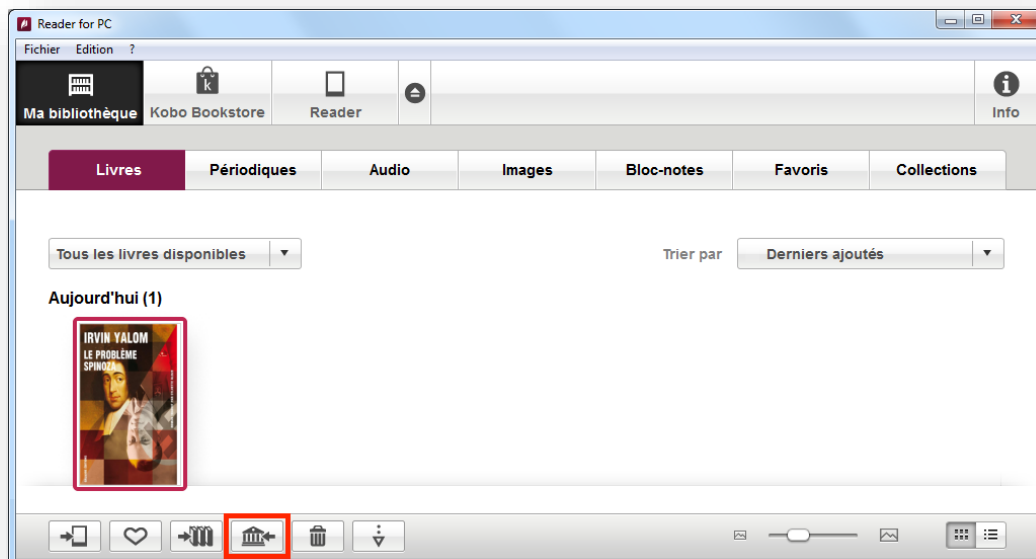 Reader for PC
Fichier Edition ?
Ma bibliothèque Kobo Bookstore Reader Info
Livres Périodiques Audio Images Bloc-notes Favoris Collections
Tous les livres disponibles Trier par Derniers ajoutés
Aujourd'hui (1)
IRVIN YALOM
LE PROBLÈME
SPINOZA